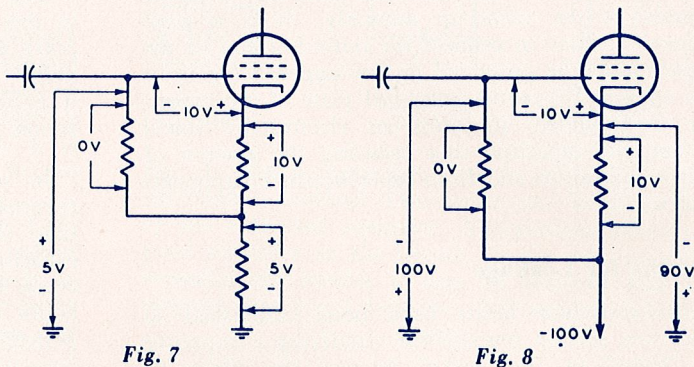 - 10V +
0V
+
10V
-
+
5V
-
+
5V
-
Fig. 7
- 10V +
0V
+
10V
-
-
100V
+
-
90V
+
-100V
Fig. 8